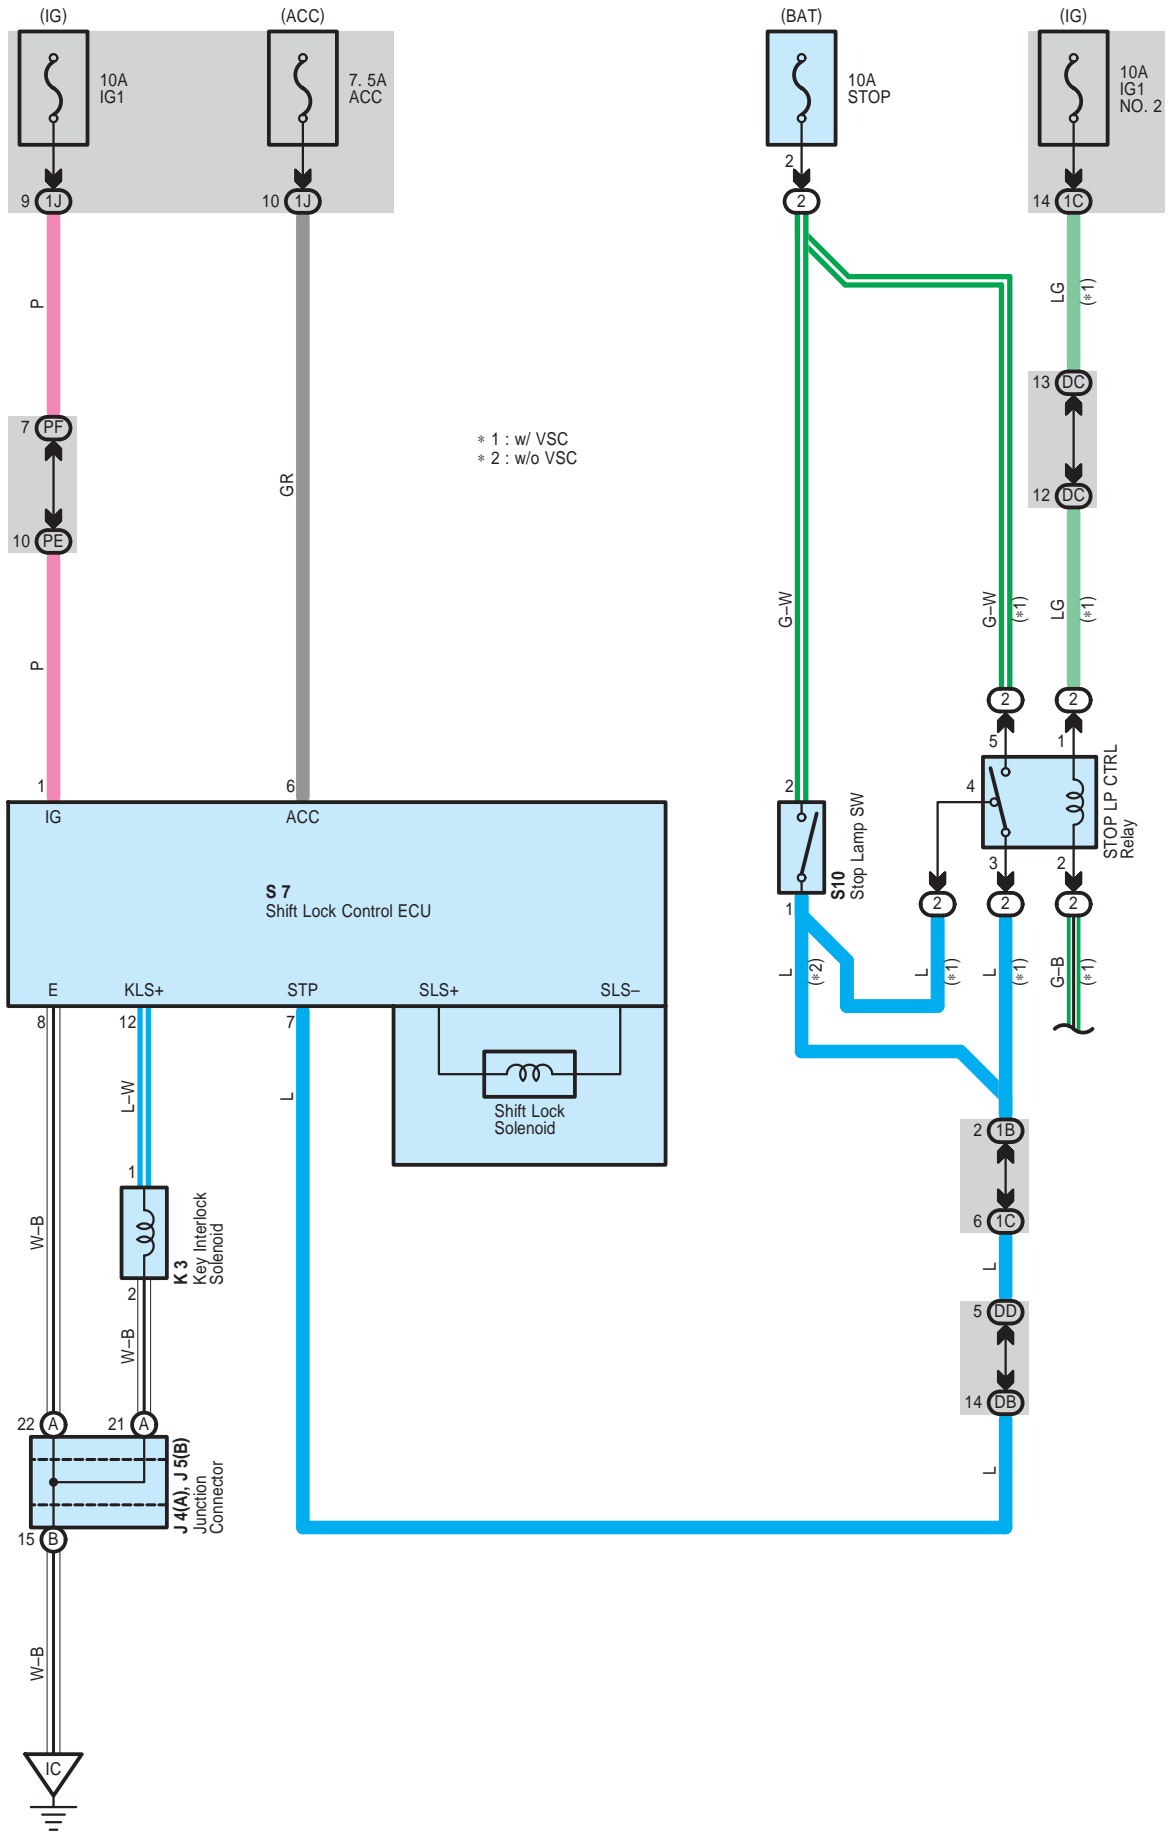 (IG)
(ACC)
(BAT)
(IG)
10A
IG1
7. 5A
ACC
10A
STOP
10A
IG1
NO. 2
9 1J
10 1J
2
2
14 1C
P
GR
LG
(*1)
13 DC
12 DC
7 PF
10 PE
* 1 : w/ VSC
* 2 : w/o VSC
P
G–W
G–W
(*1)
LG
(*1)
2
2
5
1
4
3
2
STOP LP CTRL
Relay
1
IG
6
ACC
S 7
Shift Lock Control ECU
2
S10
Stop Lamp SW
1
2
2
2
L
(*2)
L
(*1)
L
(*1)
G–B
(*1)
E
KLS+
STP
SLS+
SLS–
8
12
7
Shift Lock
Solenoid
L–W
L
2 1B
6 1C
L
5 DD
14 DB
L
W–B
1
K 3
Key Interlock
Solenoid
2
W–B
22 A
21 A
J 4(A), J 5(B)
Junction
Connector
15 B
W–B
IC